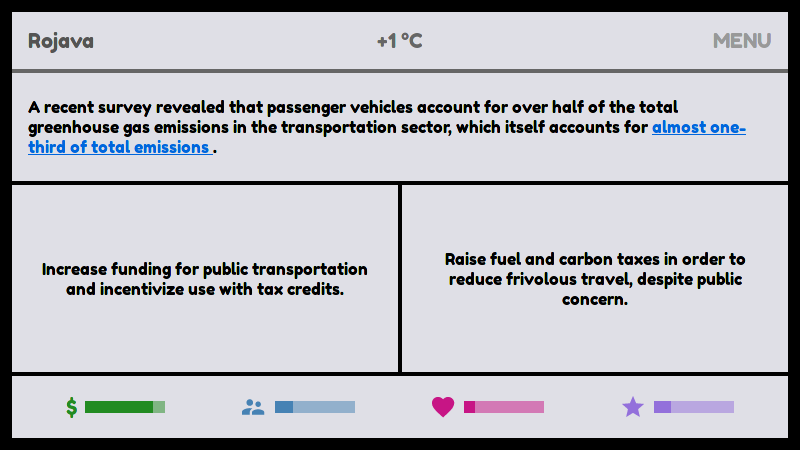 Rojava
+1 °C
MENU
A recent survey revealed that passenger vehicles account for over half of the total
greenhouse gas emissions in the transportation sector, which itself accounts for almost one-
third of total emissions .
Increase funding for public transportation
and incentivize use with tax credits.
Raise fuel and carbon taxes in order to
reduce frivolous travel, despite public
concern.
$